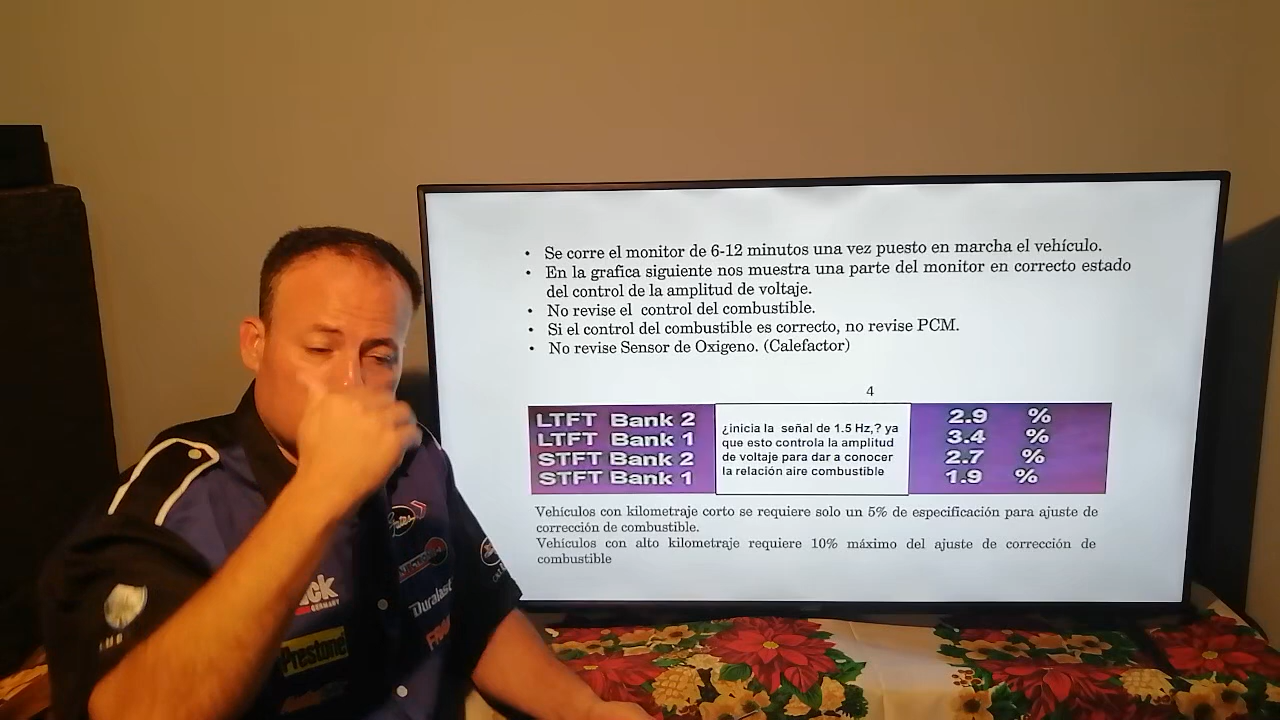 • Se corre el monitor de 6-12 minutos una vez puesto en marcha el vehículo.
• En la grafica siguiente nos muestra una parte del monitor en correcto estado
del control de la amplitud de voltaje.
• No revise el control del combustible.
• Si el control del combustible es correcto, no revise PCM.
• No revise Sensor de Oxigeno. (Calefactor)
4
LTFT Bank 2
LTFT Bank 1
STFT Bank 2
STFT Bank 1
¿inicia la señal de 1.5 Hz,? ya
que esto controla la amplitud
de voltaje para dar a conocer
la relación aire combustible
2.9 %
3.4 %
2.7 %
1.9 %
Vehículos con kilometraje corto se requiere solo un 5% de especificación para ajuste de
corrección de combustible.
Vehículos con alto kilometraje requiere 10% máximo del ajuste de corrección de
combustible
GERMANY
Prestone
Gates
Duralast